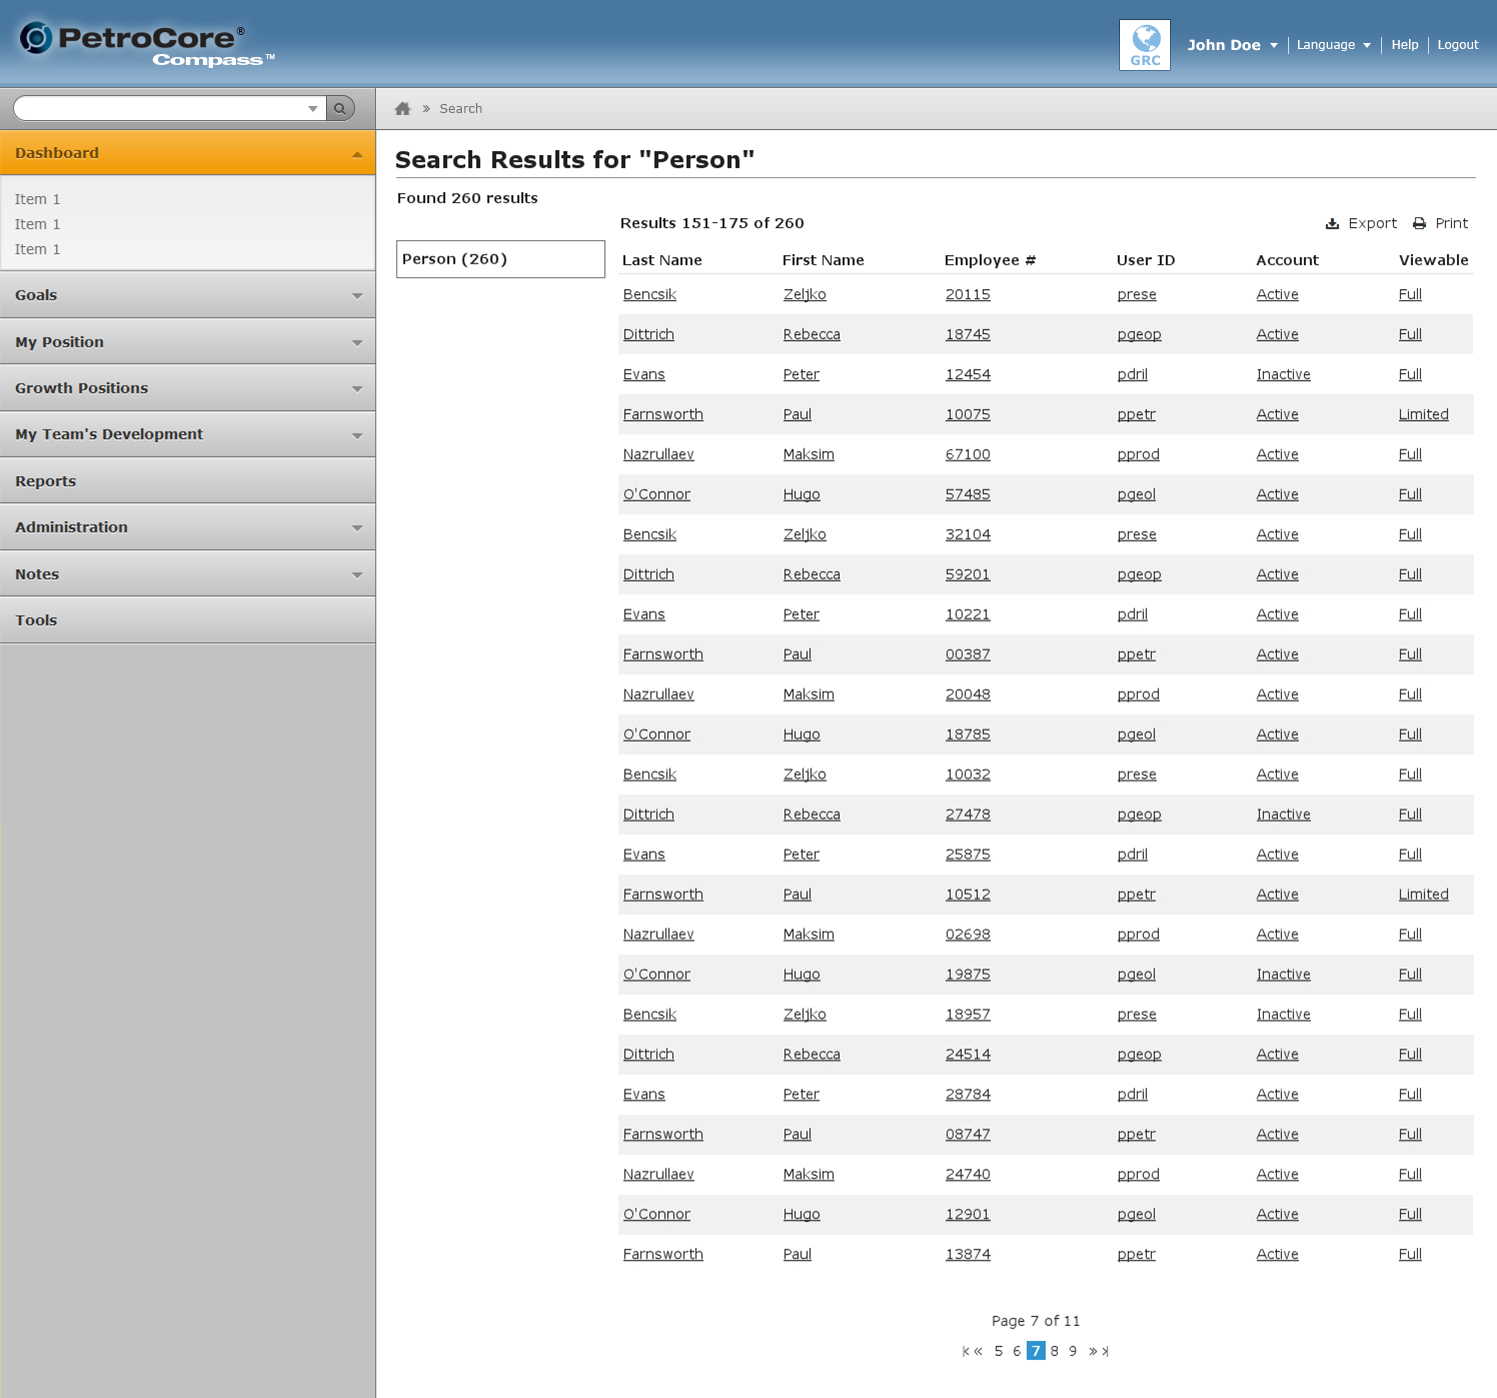 PetroCore®
Compass™
GRC
John Doe
Language
Help
Logout
» Search
Dashboard
Item 1
Item 1
Item 1
Goals
My Position
Growth Positions
My Team's Development
Reports
Administration
Notes
Tools
Search Results for "Person"
Found 260 results
Person (260)
Results 151-175 of 260
Export
Print
Last Name First Name Employee # User ID Account Viewable
Bencsik Zeljko 20115 prese Active Full
Dittrich Rebecca 18745 pgeop Active Full
Evans Peter 12454 pdril Inactive Full
Farnsworth Paul 10075 ppetr Active Limited
Nazrullaev Maksim 67100 pprod Active Full
O'Connor Hugo 57485 pgeol Active Full
Bencsik Zeljko 32104 prese Active Full
Dittrich Rebecca 59201 pgeop Active Full
Evans Peter 10221 pdril Active Full
Farnsworth Paul 00387 ppetr Active Full
Nazrullaev Maksim 20048 pprod Active Full
O'Connor Hugo 18785 pgeol Active Full
Bencsik Zeljko 10032 prese Active Full
Dittrich Rebecca 27478 pgeop Inactive Full
Evans Peter 25875 pdril Active Full
Farnsworth Paul 10512 ppetr Active Limited
Nazrullaev Maksim 02698 pprod Active Full
O'Connor Hugo 19875 pgeol Inactive Full
Bencsik Zeljko 18957 prese Inactive Full
Dittrich Rebecca 24514 pgeop Active Full
Evans Peter 28784 pdril Active Full
Farnsworth Paul 08747 ppetr Active Full
Nazrullaev Maksim 24740 pprod Active Full
O'Connor Hugo 12901 pgeol Active Full
Farnsworth Paul 13874 ppetr Active Full
Page 7 of 11
« 5 6 7 8 9 »